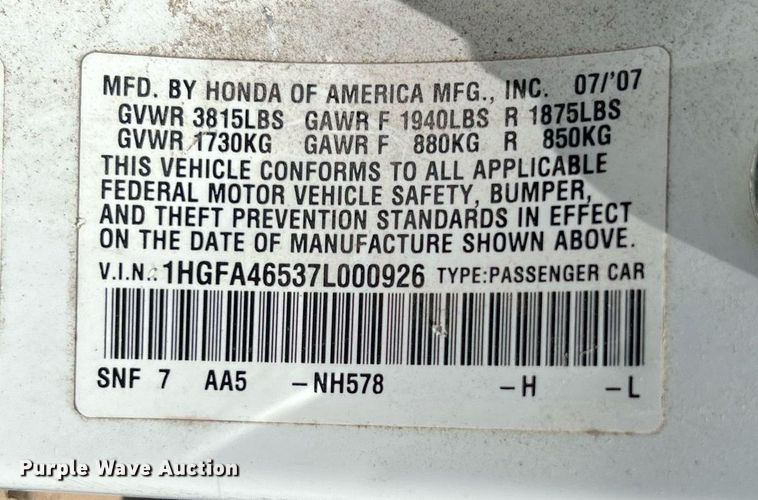 MFD. BY HONDA OF AMERICA MFG., INC. 07/'07
GVWR 3815LBS GAWR F 1940LBS R 1875LBS
GVWR 1730KG GAWR F 880KG R 850KG
THIS VEHICLE CONFORMS TO ALL APPLICABLE
FEDERAL MOTOR VEHICLE SAFETY, BUMPER,
AND THEFT PREVENTION STANDARDS IN EFFECT
ON THE DATE OF MANUFACTURE SHOWN ABOVE.
V.I.N.: 1HGFA46537L000926 TYPE:PASSENGER CAR
SNF 7 AA5 –NH578 –H –L
Purple Wave Auction